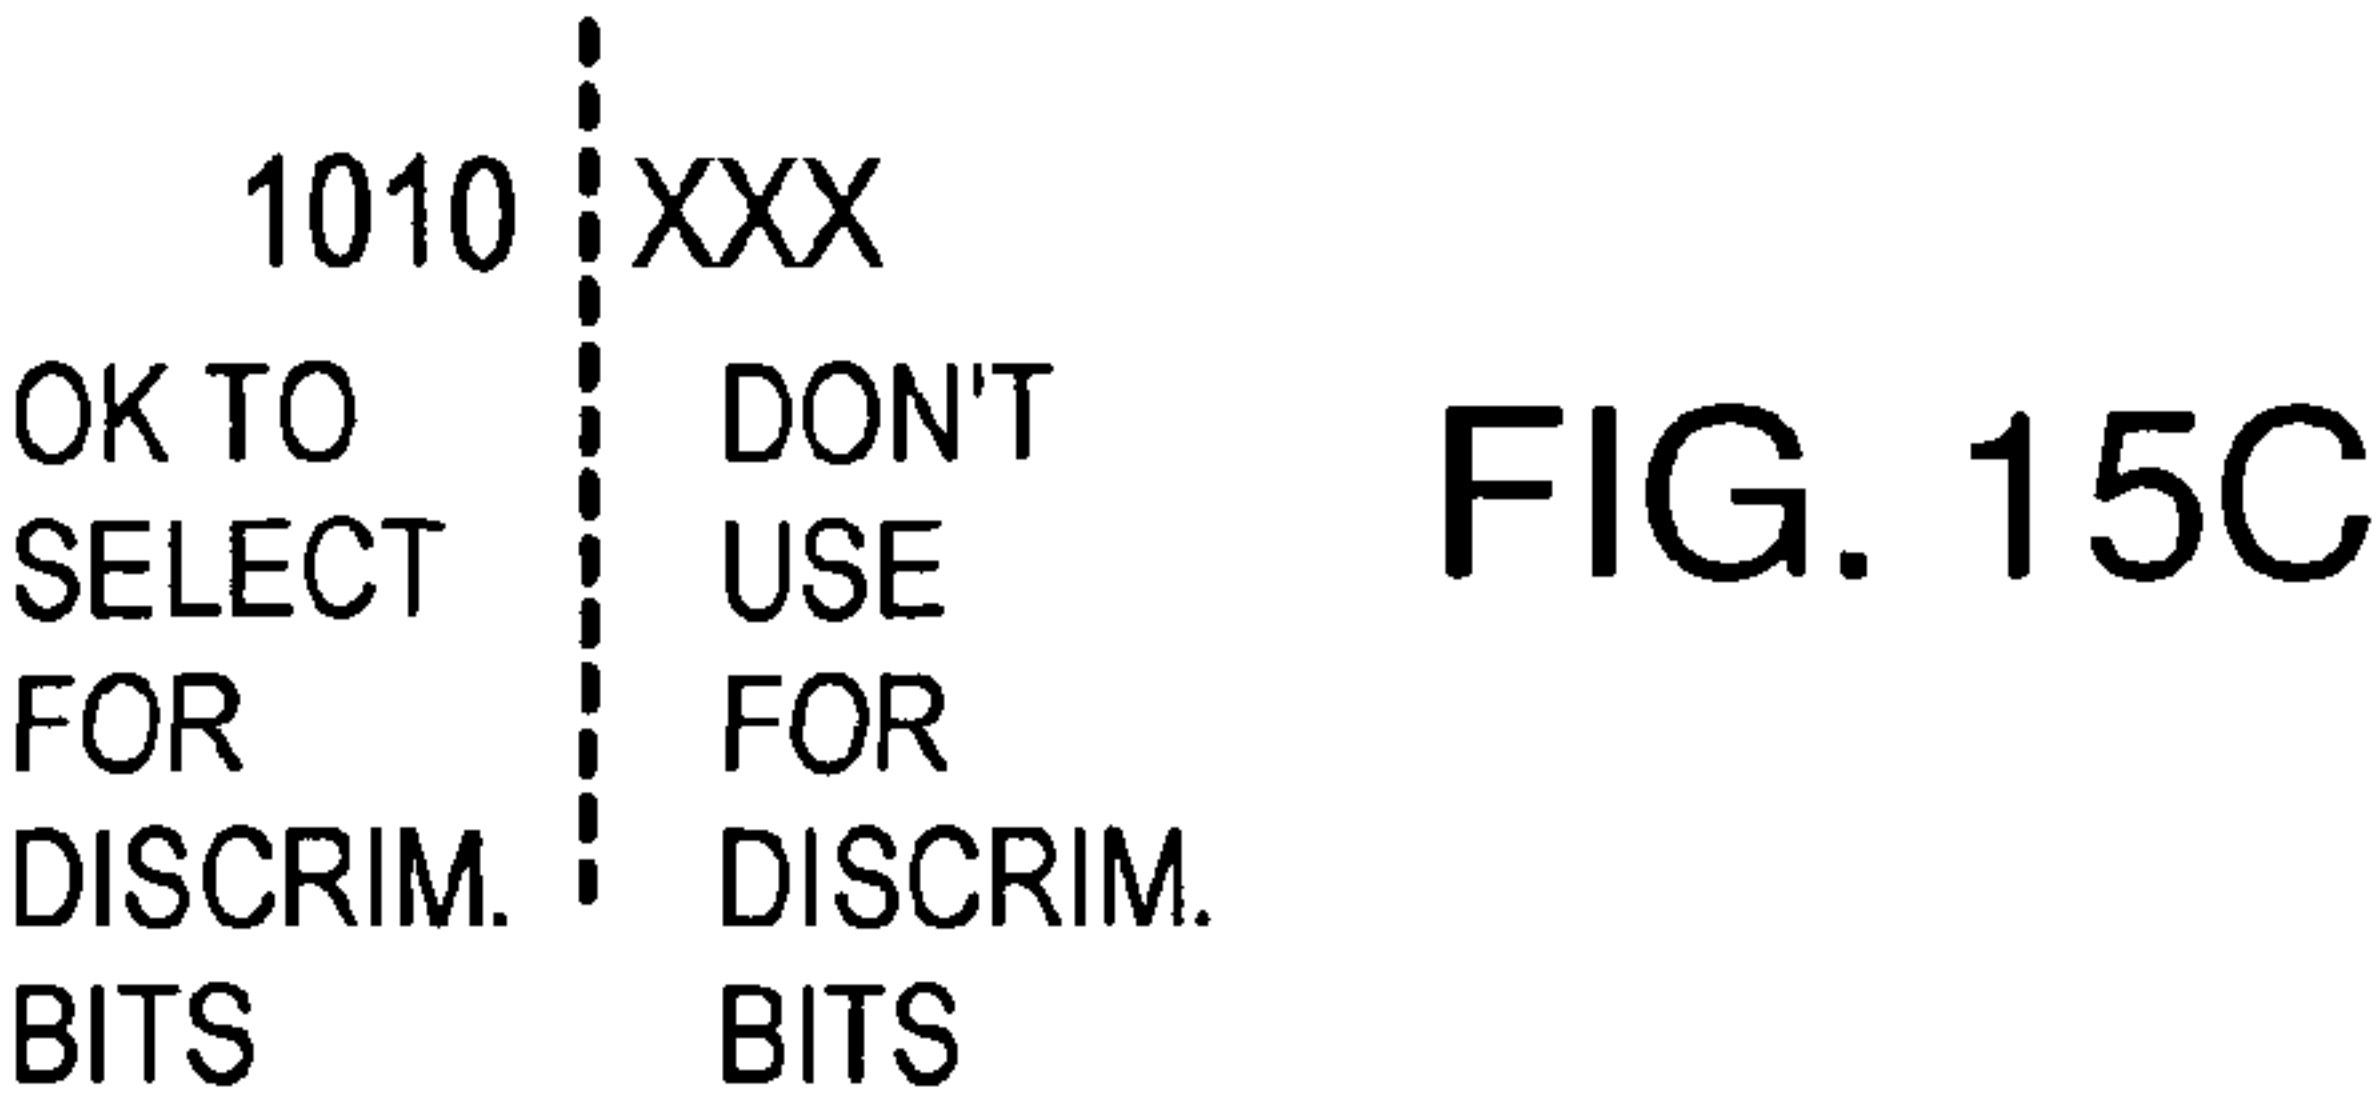 1010 XXX
OK TO
SELECT
FOR
DISCRIM.
BITS
DON'T
USE
FOR
DISCRIM.
BITS
FIG. 15C